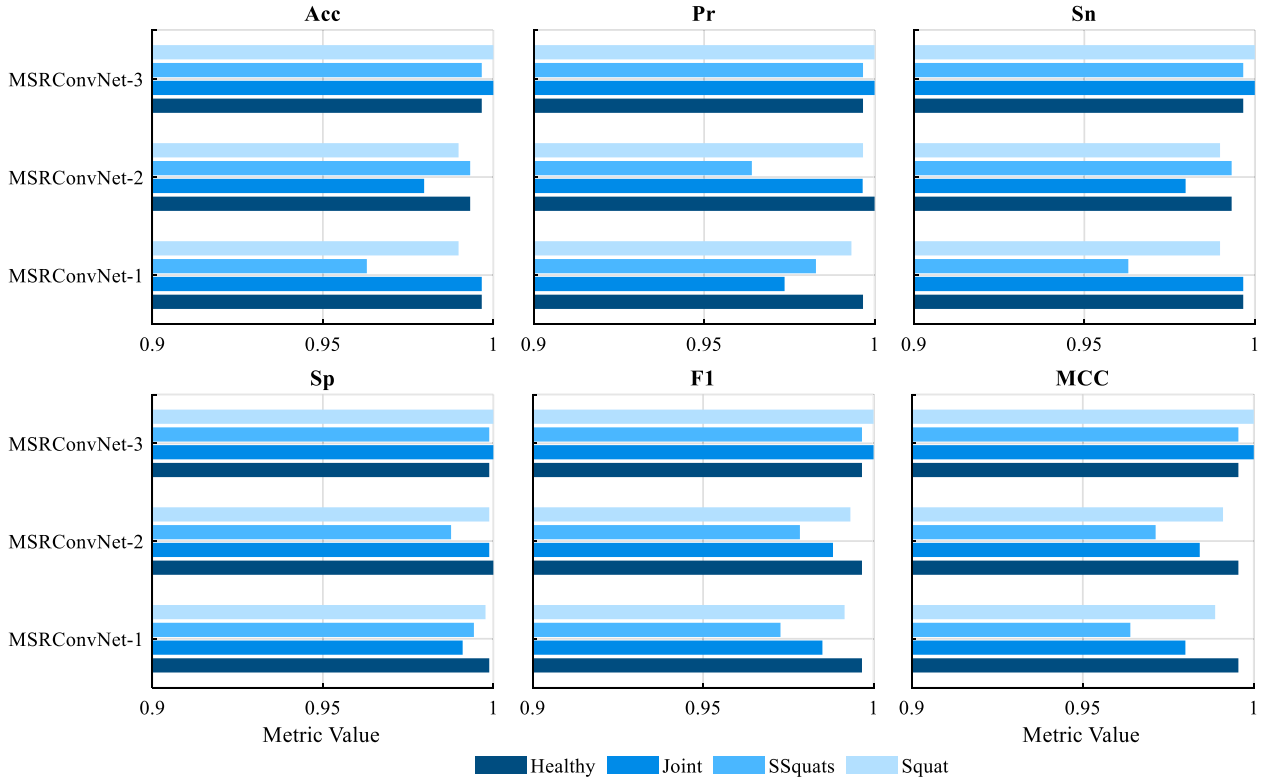 Acc Pr Sn
MSRConvNet-3
MSRConvNet-2
MSRConvNet-1
0.9 0.95 1 0.9 0.95 1 0.9 0.95 1
Sp F1 MCC
MSRConvNet-3
MSRConvNet-2
MSRConvNet-1
0.9 0.95 1 0.9 0.95 1 0.9 0.95 1
Metric Value Metric Value Metric Value
Healthy Joint SSquats Squat